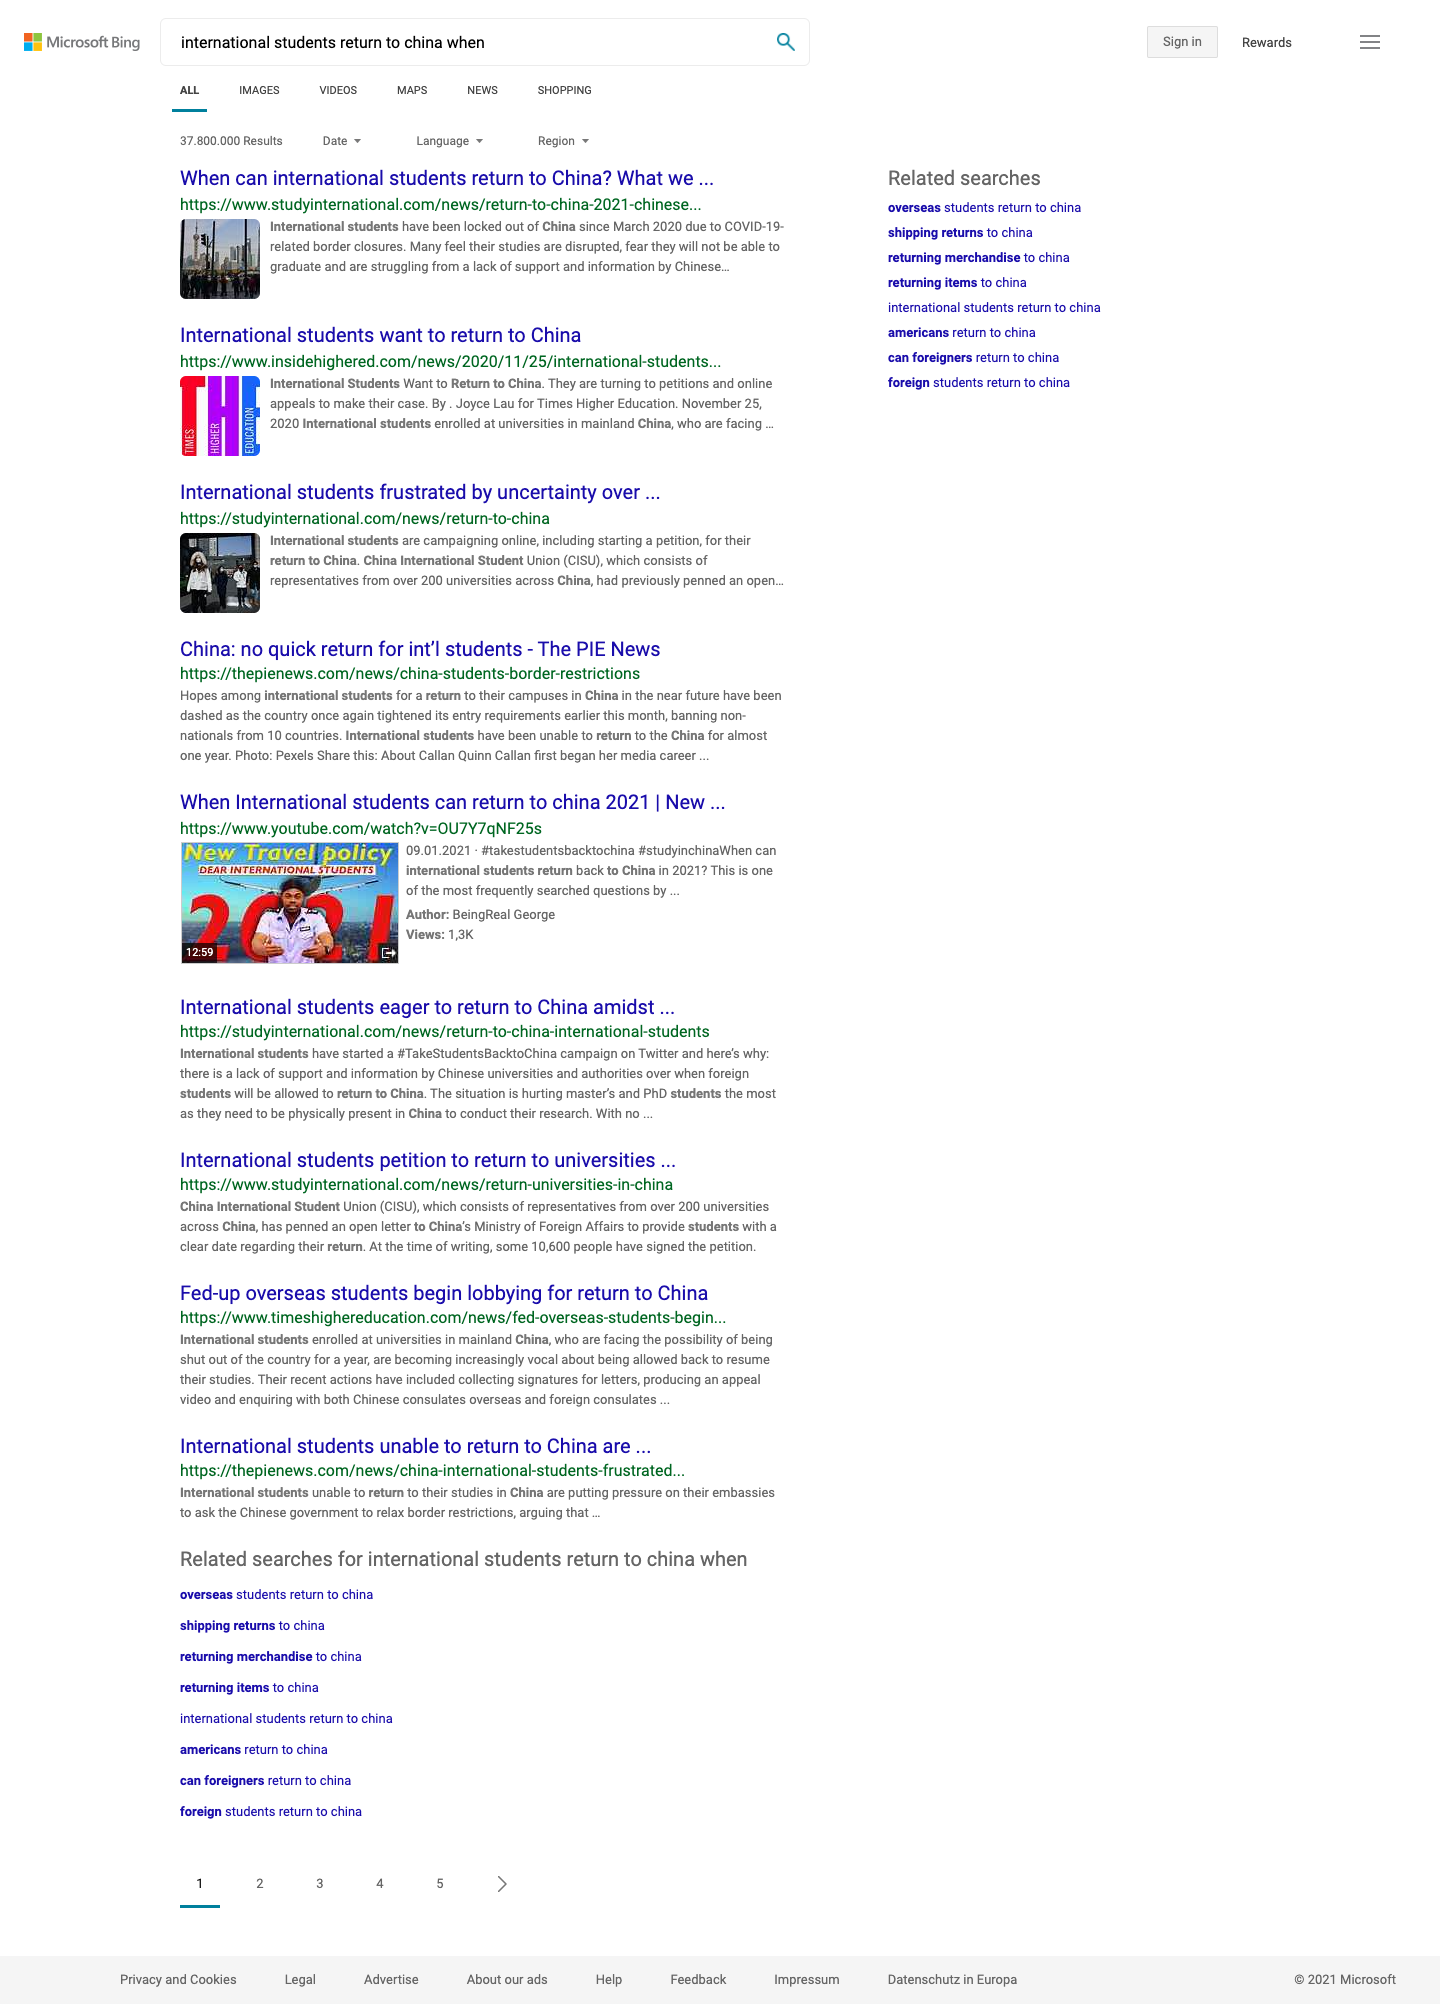 Microsoft Bing
international students return to china when
Sign in
Rewards
ALL
IMAGES
VIDEOS
MAPS
NEWS
SHOPPING
37.800.000 Results
Date
Language
Region
When can international students return to China? What we ...
https://www.studyinternational.com/news/return-to-china-2021-chinese...
International students have been locked out of China since March 2020 due to COVID-19-
related border closures. Many feel their studies are disrupted, fear they will not be able to
graduate and are struggling from a lack of support and information by Chinese...
International students want to return to China
https://www.insidehighered.com/news/2020/11/25/international-students...
TIMES
HIGHER
EDUCATION
THE
International Students Want to Return to China. They are turning to petitions and online
appeals to make their case. By . Joyce Lau for Times Higher Education. November 25,
2020 International students enrolled at universities in mainland China, who are facing ...
International students frustrated by uncertainty over ...
https://studyinternational.com/news/return-to-china
International students are campaigning online, including starting a petition, for their
return to China. China International Student Union (CISU), which consists of
representatives from over 200 universities across China, had previously penned an open...
China: no quick return for int’l students - The PIE News
https://thepienews.com/news/china-students-border-restrictions
Hopes among international students for a return to their campuses in China in the near future have been
dashed as the country once again tightened its entry requirements earlier this month, banning non-
nationals from 10 countries. International students have been unable to return to the China for almost
one year. Photo: Pexels Share this: About Callan Quinn Callan first began her media career ...
When International students can return to china 2021 | New ...
https://www.youtube.com/watch?v=OU7Y7qNF25s
New Travel policy
DEAR INTERNATIONAL STUDENTS
2021
12:59
09.01.2021 · #takestudentsbacktochina #studyinchinaWhen can
international students return back to China in 2021? This is one
of the most frequently searched questions by ...
Author: BeingReal George
Views: 1,3K
International students eager to return to China amidst ...
https://studyinternational.com/news/return-to-china-international-students
International students have started a #TakeStudentsBacktoChina campaign on Twitter and here’s why:
there is a lack of support and information by Chinese universities and authorities over when foreign
students will be allowed to return to China. The situation is hurting master’s and PhD students the most
as they need to be physically present in China to conduct their research. With no ...
International students petition to return to universities ...
https://www.studyinternational.com/news/return-universities-in-china
China International Student Union (CISU), which consists of representatives from over 200 universities
across China, has penned an open letter to China‘s Ministry of Foreign Affairs to provide students with a
clear date regarding their return. At the time of writing, some 10,600 people have signed the petition.
Fed-up overseas students begin lobbying for return to China
https://www.timeshighereducation.com/news/fed-overseas-students-begin...
International students enrolled at universities in mainland China, who are facing the possibility of being
shut out of the country for a year, are becoming increasingly vocal about being allowed back to resume
their studies. Their recent actions have included collecting signatures for letters, producing an appeal
video and enquiring with both Chinese consulates overseas and foreign consulates ...
International students unable to return to China are ...
https://thepienews.com/news/china-international-students-frustrated...
International students unable to return to their studies in China are putting pressure on their embassies
to ask the Chinese government to relax border restrictions, arguing that ...
Related searches for international students return to china when
overseas students return to china
shipping returns to china
returning merchandise to china
returning items to china
international students return to china
americans return to china
can foreigners return to china
foreign students return to china
1
2
3
4
5
Related searches
overseas students return to china
shipping returns to china
returning merchandise to china
returning items to china
international students return to china
americans return to china
can foreigners return to china
foreign students return to china
Privacy and Cookies
Legal
Advertise
About our ads
Help
Feedback
Impressum
Datenschutz in Europa
© 2021 Microsoft